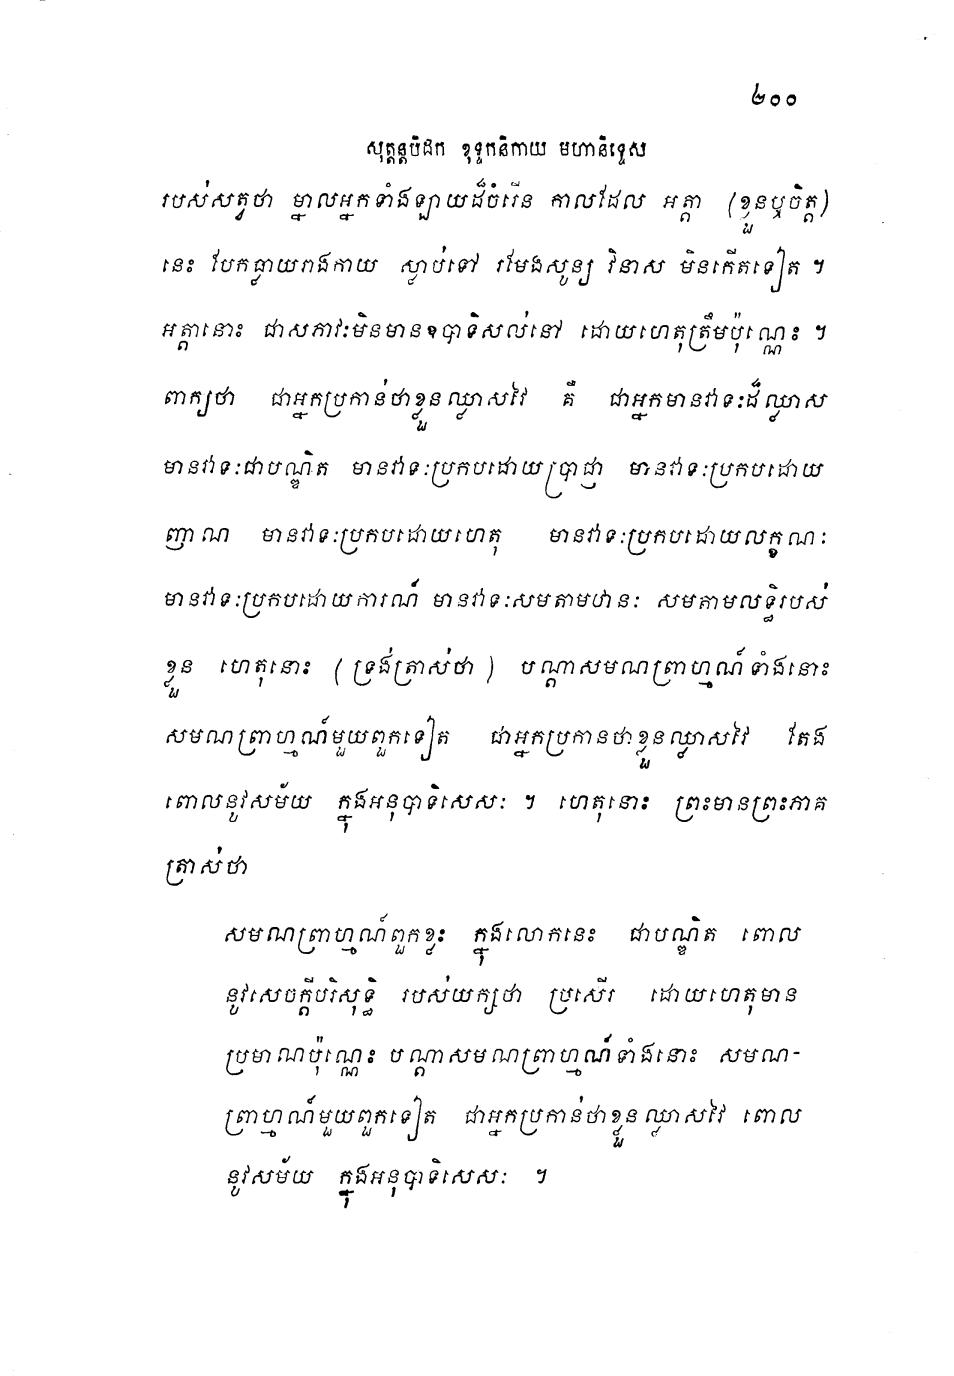 ២០០
សុត្តន្តបិដក ខុទ្ទកនិកាយ មហានិទ្ទេស
របស់សត្វថា ម្នាលអ្នកទាំងឡាយដ៏ចំរើន កាលដែល អត្តា (ខ្លួនឬចិត្ត)
នេះ បែកធ្លាយរាងកាយ ស្លាប់ទៅ រមែងសូន្យ វិនាស មិនកើតទៀត ។
អត្តានោះ ជាសភាវៈមិនមានឧបាទិសល់នៅ ដោយហេតុត្រឹមប៉ុណ្ណេះ ។
ពាក្យថា ជាអ្នកប្រកាន់ថាខ្លួនឈ្លាសវៃ គឺ ជាអ្នកមានវាទៈដ៏ឈ្លាស
មានវាទៈជាបណ្ឌិត មានវាទៈប្រកបដោយប្រាជ្ញា មានវាទៈប្រកបដោយ
ញាណ មានវាទៈប្រកបដោយហេតុ មានវាទៈប្រកបដោយលក្ខណៈ
មានវាទៈប្រកបដោយការណ៍ មានវាទៈសមតាមឋានៈ សមតាមលទ្ធិរបស់
ខ្លួន ហេតុនោះ (ទ្រង់ត្រាស់ថា) បណ្តាសមណព្រាហ្មណ៍ទាំងនោះ
សមណព្រាហ្មណ៍មួយពួកទៀត ជាអ្នកប្រកានថាខ្លួនឈ្លាសវៃ តែង
ពោលនូវសម័យ ក្នុងអនុបាទិសេសៈ ។ ហេតុនោះ ព្រះមានព្រះភាគ
ត្រាស់ថា
សមណព្រាហ្មណ៍ពួកខ្លះ ក្នុងលោកនេះ ជាបណ្ឌិត ពោល
នូវសេចក្តីបរិសុទ្ធិ របស់យក្សថា ប្រសើរ ដោយហេតុមាន
ប្រមាណប៉ុណ្ណេះ បណ្តាសមណព្រាហ្មណ៍ទាំងនោះ សមណ-
ព្រាហ្មណ៍មួយពួកទៀត ជាអ្នកប្រកាន់ថាខ្លួនឈ្លាសវៃ ពោល
នូវសម័យ ក្នុងអនុបាទិសេសៈ ។